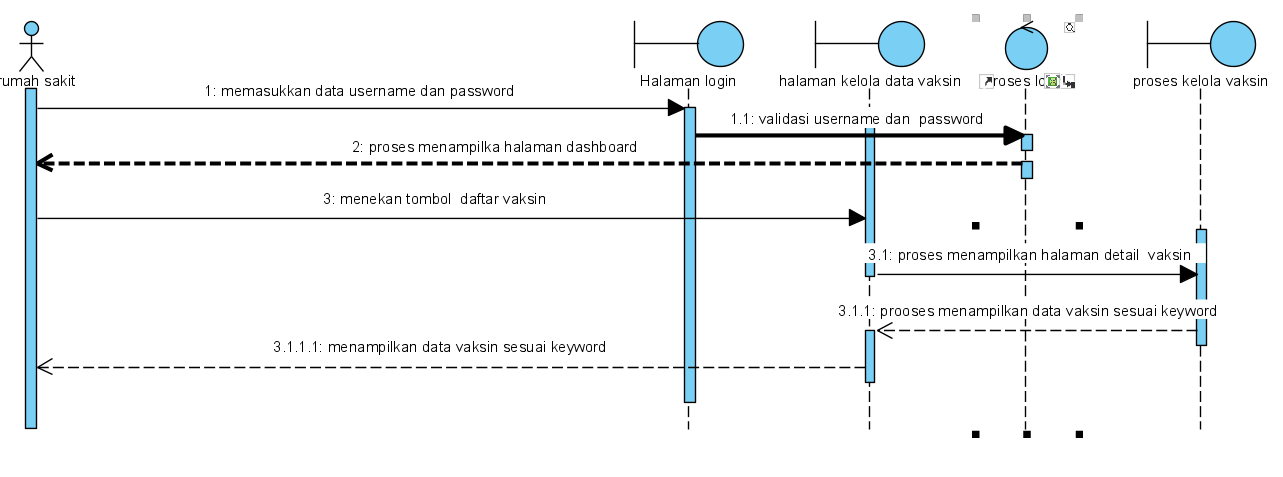 rumah sakit
Halaman login
halaman kelola data vaksin
roses lo
proses kelola vaksin
1: memasukkan data username dan password
1.1: validasi username dan  password
2: proses menampilka halaman dashboard
3: menekan tombol  daftar vaksin
3.1: proses menampilkan halaman detail  vaksin
3.1.1: prooses menampilkan data vaksin sesuai keyword
3.1.1.1: menampilkan data vaksin sesuai keyword